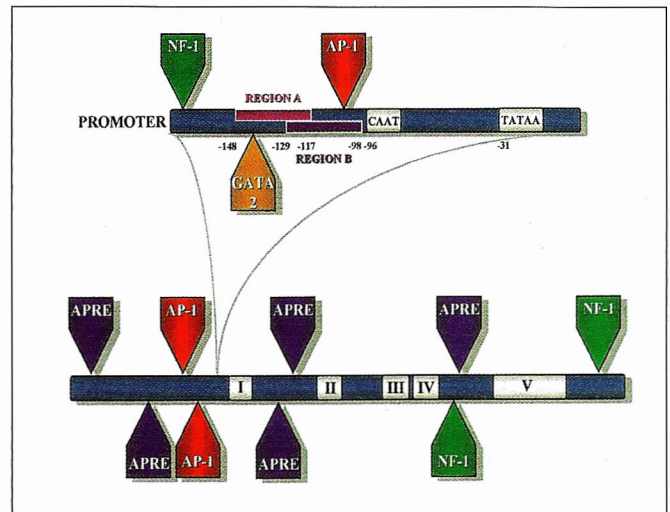 NF-1 AP-1
REGION A
PROMOTER CAAT TATAA
-148 -129 -117 -98 -96 -31
REGION B
GATA
2
APRE AP-1 APRE APRE NF-1
I II III IV V
APRE AP-1 APRE NF-1